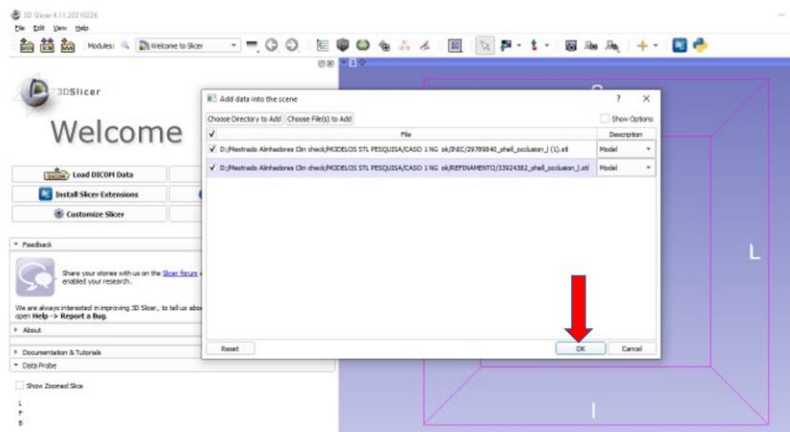 3D Slicer 4.11.20210226
File Edit View Help
Modules: Welcome to Slicer
1
3DSlicer
Welcome
Load DICOM Data
Install Slicer Extensions
Customize Slicer
Feedback
Share your stories with us on the Slicer forum
enabled your research.
We are always interested in improving 3D Slicer, to tell us abo
open Help -> Report a Bug.
About
Documentation & Tutorials
Data Probe
Show Zoomed Slice
L
F
B
Add data into the scene
? X
Choose Directory to Add Choose File(s) to Add
Show Options
File Description
D:/Mestrado Alinhadores Clin check/MODELOS STL PESQUISA/CASO 1 NG ok/INIC/29789840_shell_occlusion_l (1).stl Model
D:/Mestrado Alinhadores Clin check/MODELOS STL PESQUISA/CASO 1 NG ok/REFINAMENTO/33924382_shell_occlusion_l.stl Model
Reset OK Cancel
L
I